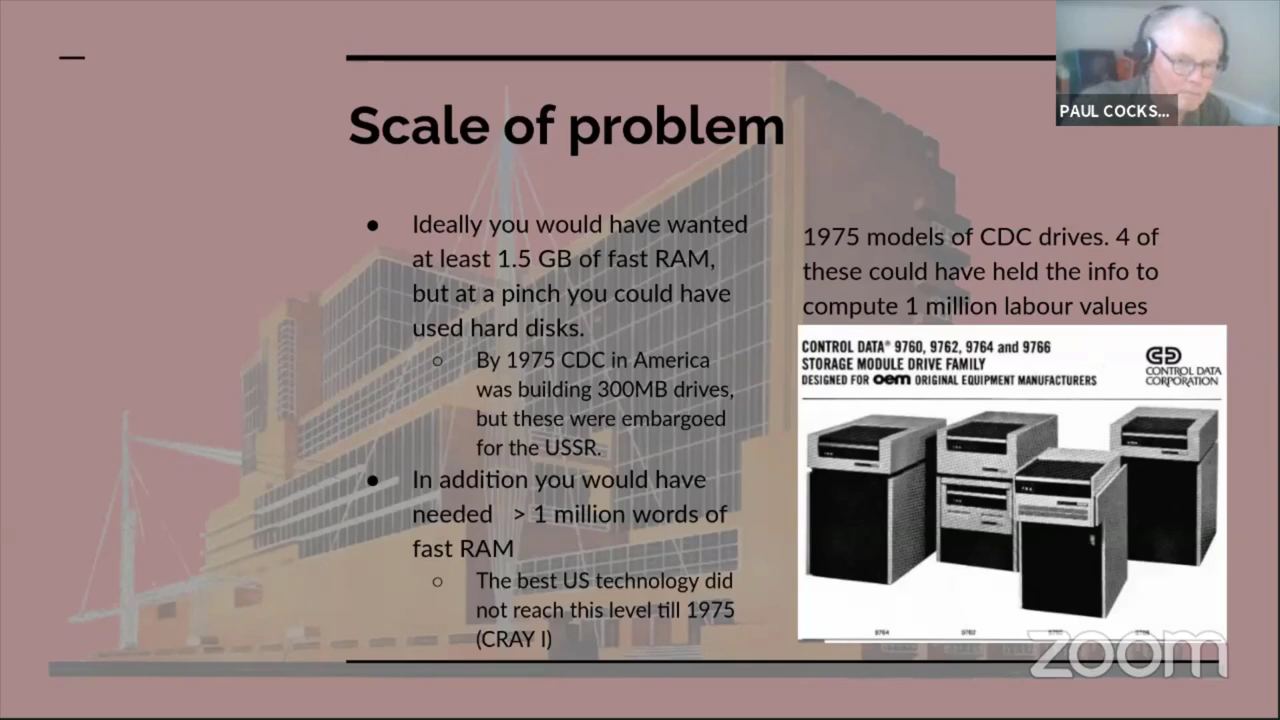 PAUL COCKS...
Scale of problem
● Ideally you would have wanted
at least 1.5 GB of fast RAM,
but at a pinch you could have
used hard disks.
○ By 1975 CDC in America
was building 300MB drives,
but these were embargoed
for the USSR.
● In addition you would have
needed > 1 million words of
fast RAM
○ The best US technology did
not reach this level till 1975
(CRAY I)
1975 models of CDC drives. 4 of
these could have held the info to
compute 1 million labour values
CONTROL DATA® 9760, 9762, 9764 and 9766
STORAGE MODULE DRIVE FAMILY
DESIGNED FOR oem ORIGINAL EQUIPMENT MANUFACTURERS
CONTROL DATA
CORPORATION
9764 9762
zoom